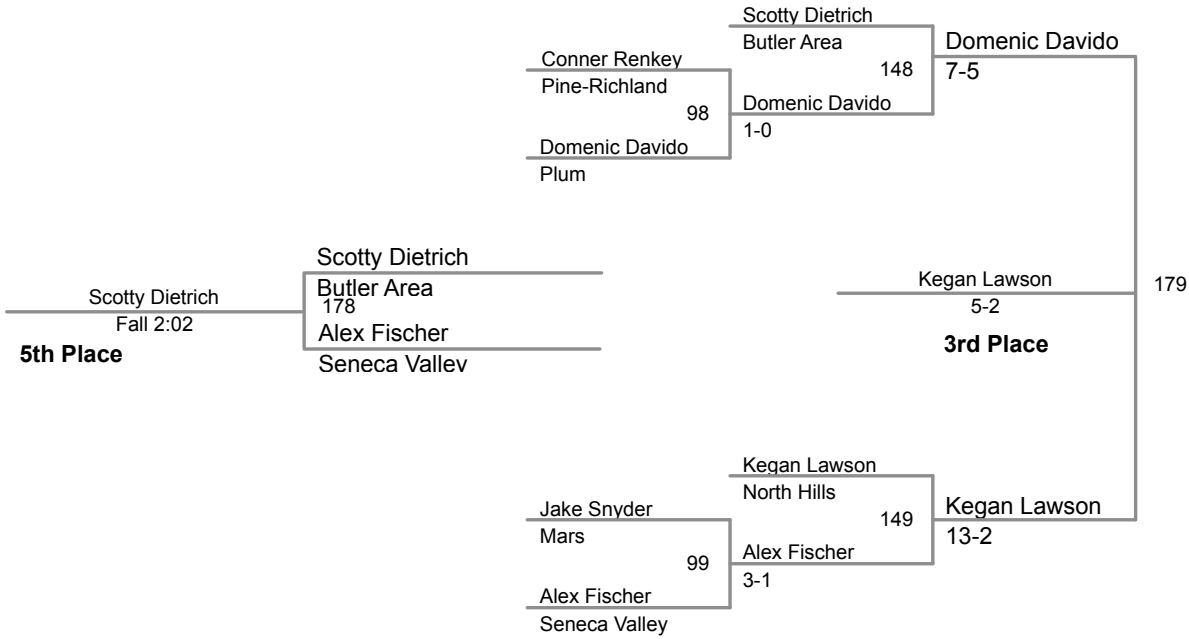 Scotty Dietrich
Butler Area
Domenic Davido
148
7-5
Conner Renkey
Pine-Richland
98
Domenic Davido
1-0
Domenic Davido
Plum
Scotty Dietrich
Butler Area
178
Scotty Dietrich
Fall 2:02
5th Place
Alex Fischer
Seneca Valley
Kegan Lawson
5-2
179
3rd Place
Kegan Lawson
North Hills
149
Kegan Lawson
13-2
Jake Snyder
Mars
99
Alex Fischer
3-1
Alex Fischer
Seneca Valley